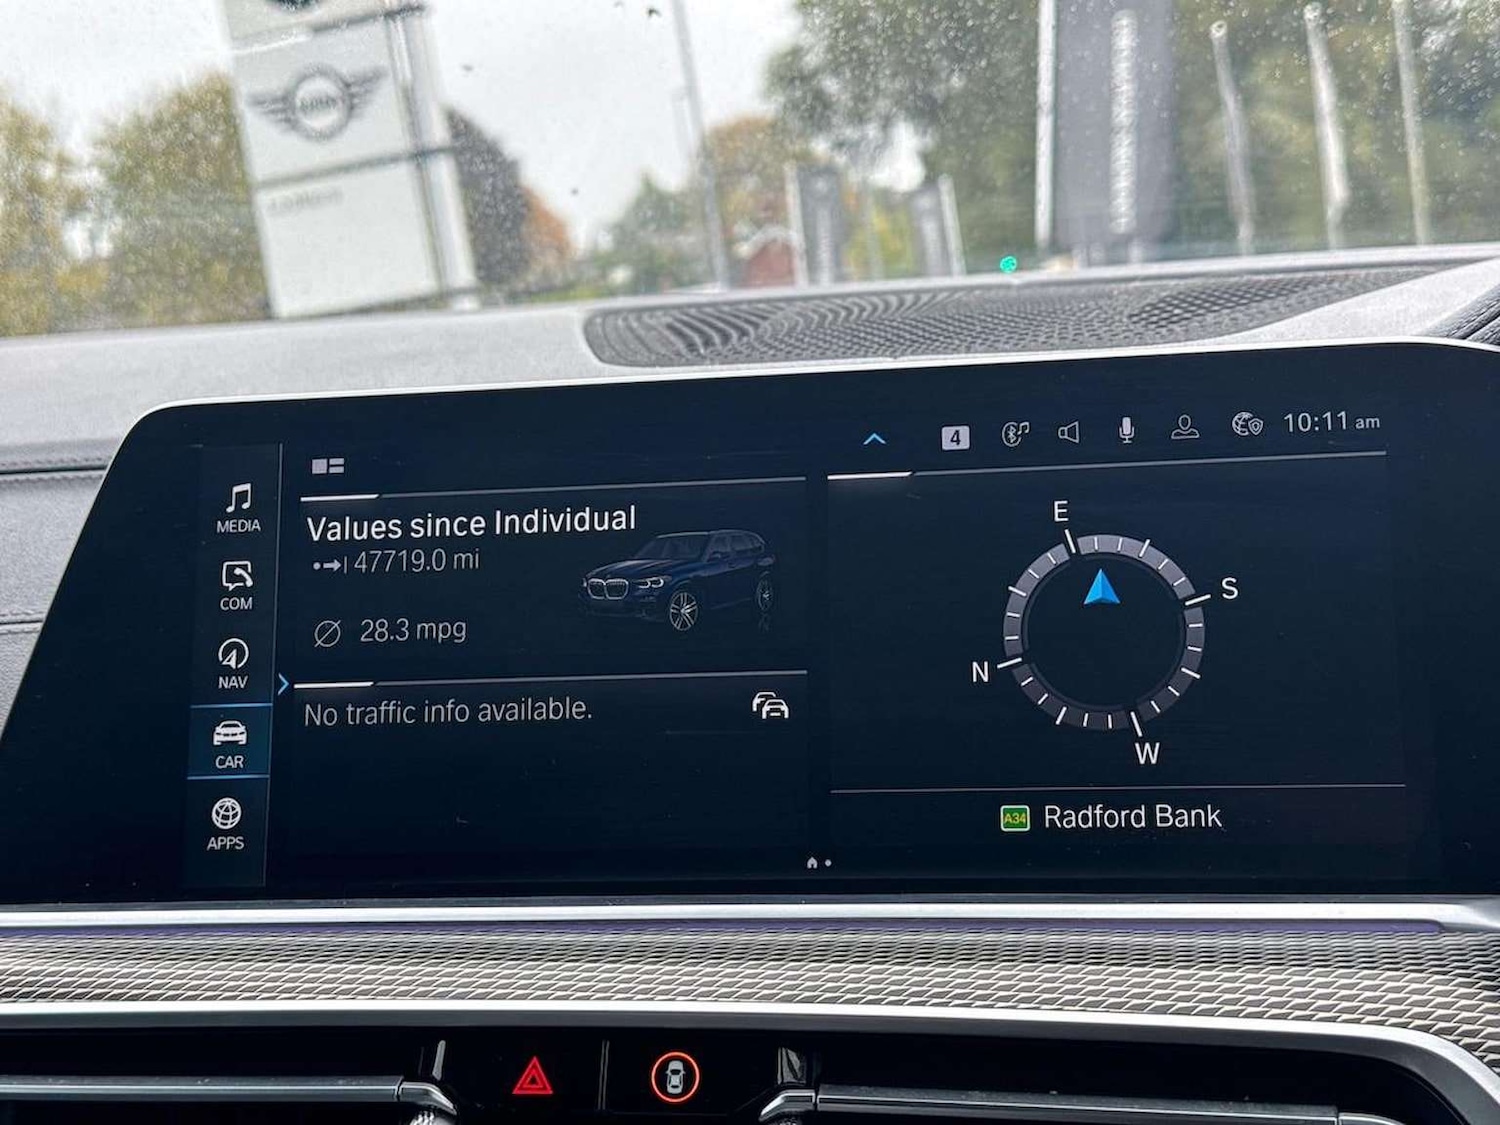 4
10:11 am
MEDIA
COM
NAV
CAR
APPS
Values since Individual
47719.0 mi
28.3 mpg
No traffic info available.
E
S
N
W
A34 Radford Bank